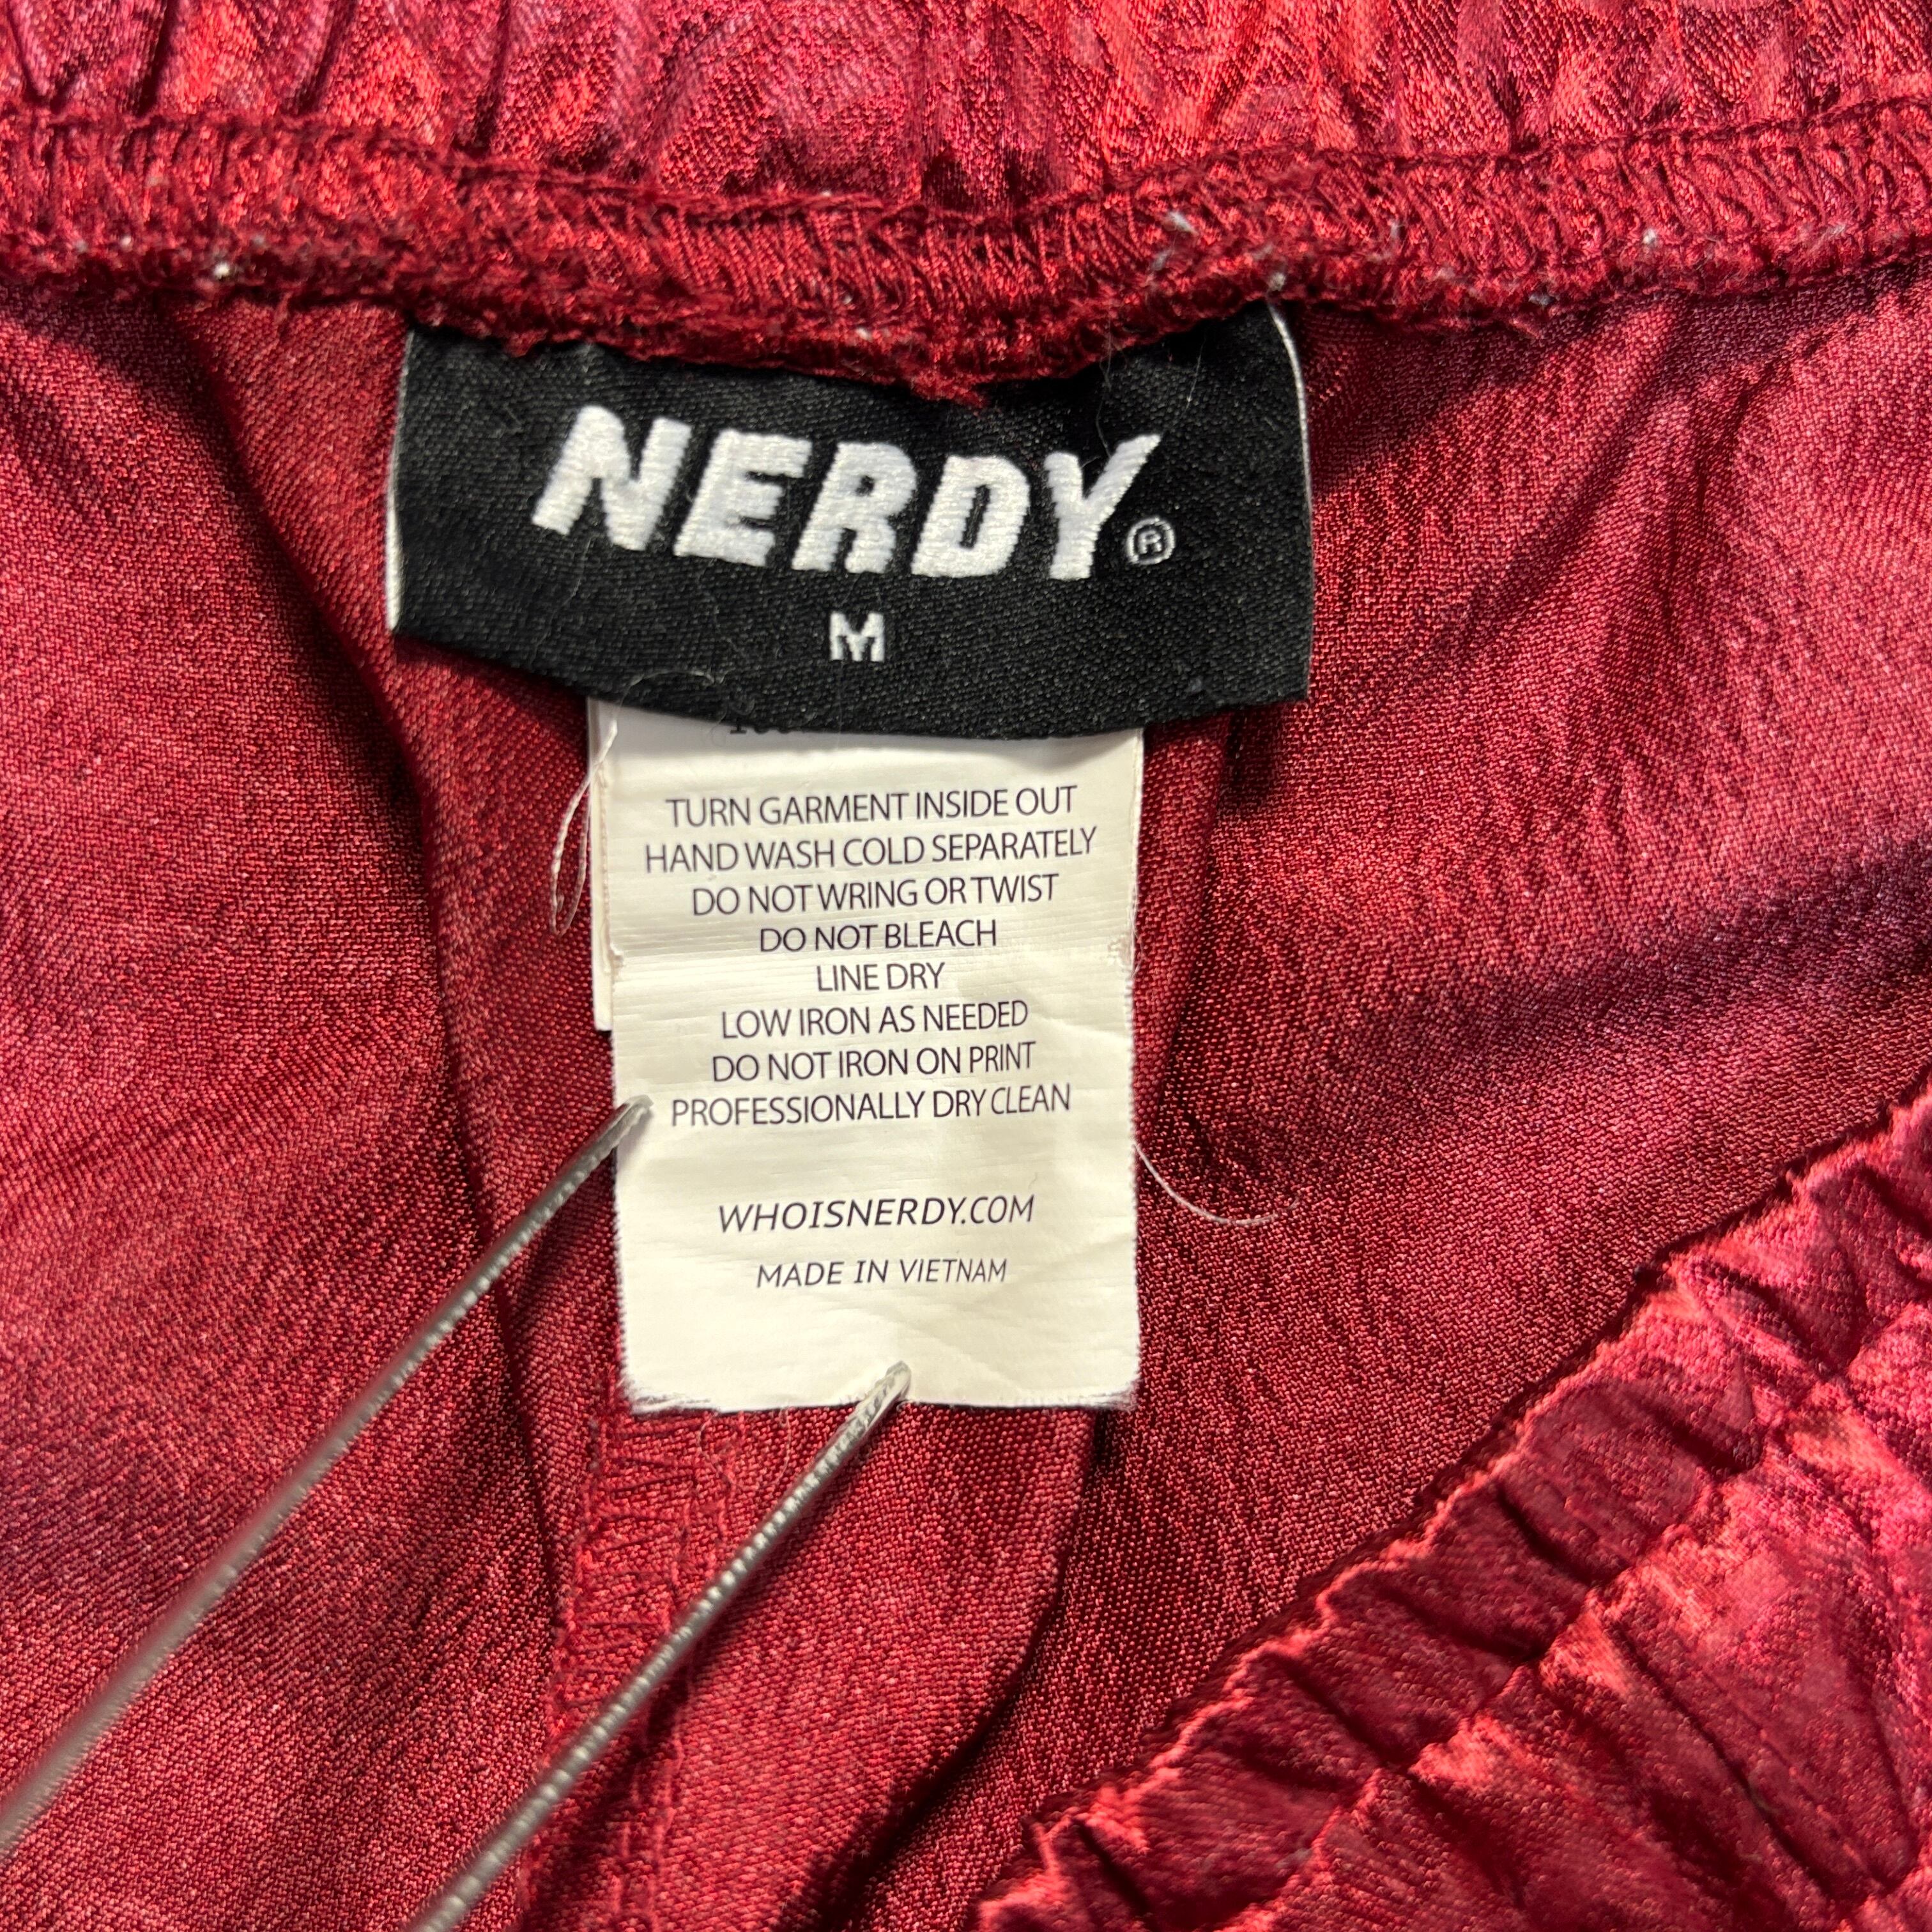 NERDY®
M
TURN GARMENT INSIDE OUT
HAND WASH COLD SEPARATELY
DO NOT WRING OR TWIST
DO NOT BLEACH
LINE DRY
LOW IRON AS NEEDED
DO NOT IRON ON PRINT
PROFESSIONALLY DRY CLEAN
WHOISNERDY.COM
MADE IN VIETNAM